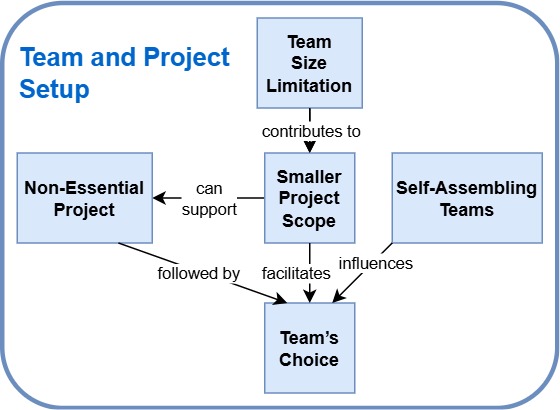 Team and Project
Setup
Team
Size
Limitation
contributes to
Non-Essential
Project
can
support
Smaller
Project
Scope
Self-Assembling
Teams
followed by
facilitates
influences
Team’s
Choice